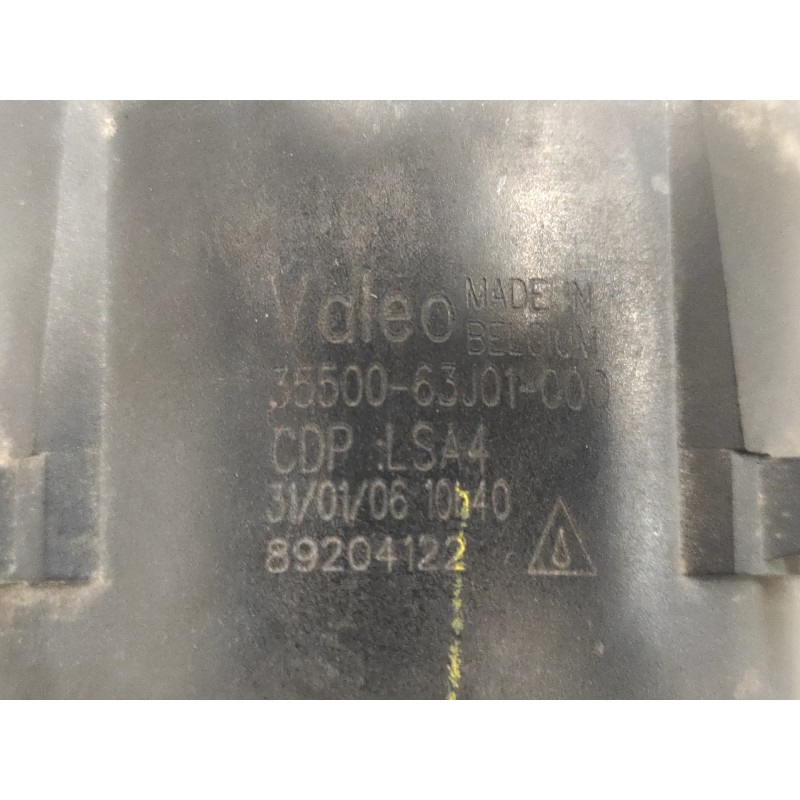 Valeo MADE IN
BELGIUM
35500-63J01-000
CDP :LSA4
31/01/06 10h40
89204122